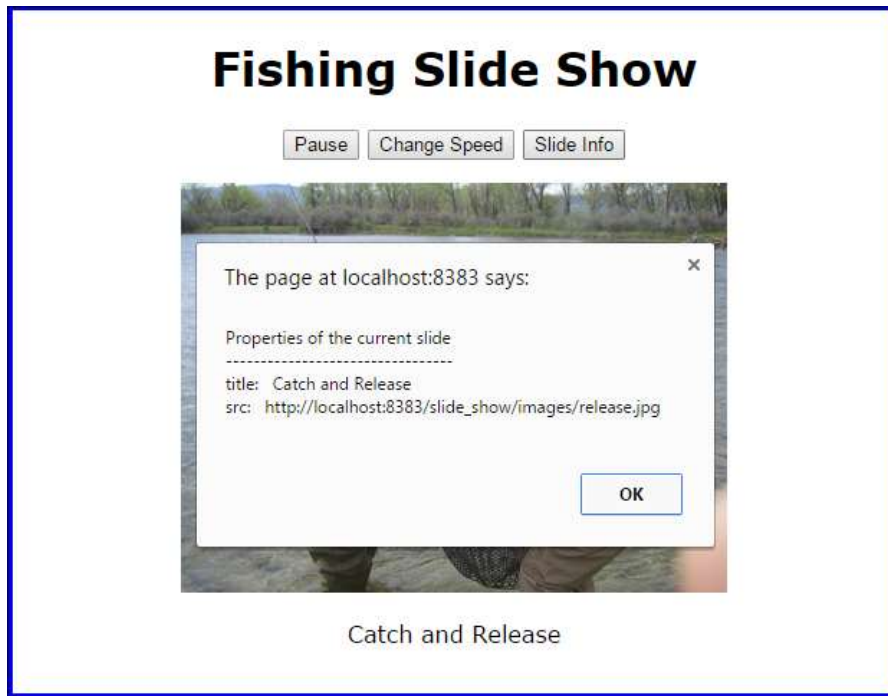 Fishing Slide Show
Pause Change Speed Slide Info
The page at localhost:8383 says:
Properties of the current slide
---------------------------------
title: Catch and Release
src: http://localhost:8383/slide_show/images/release.jpg
OK
Catch and Release